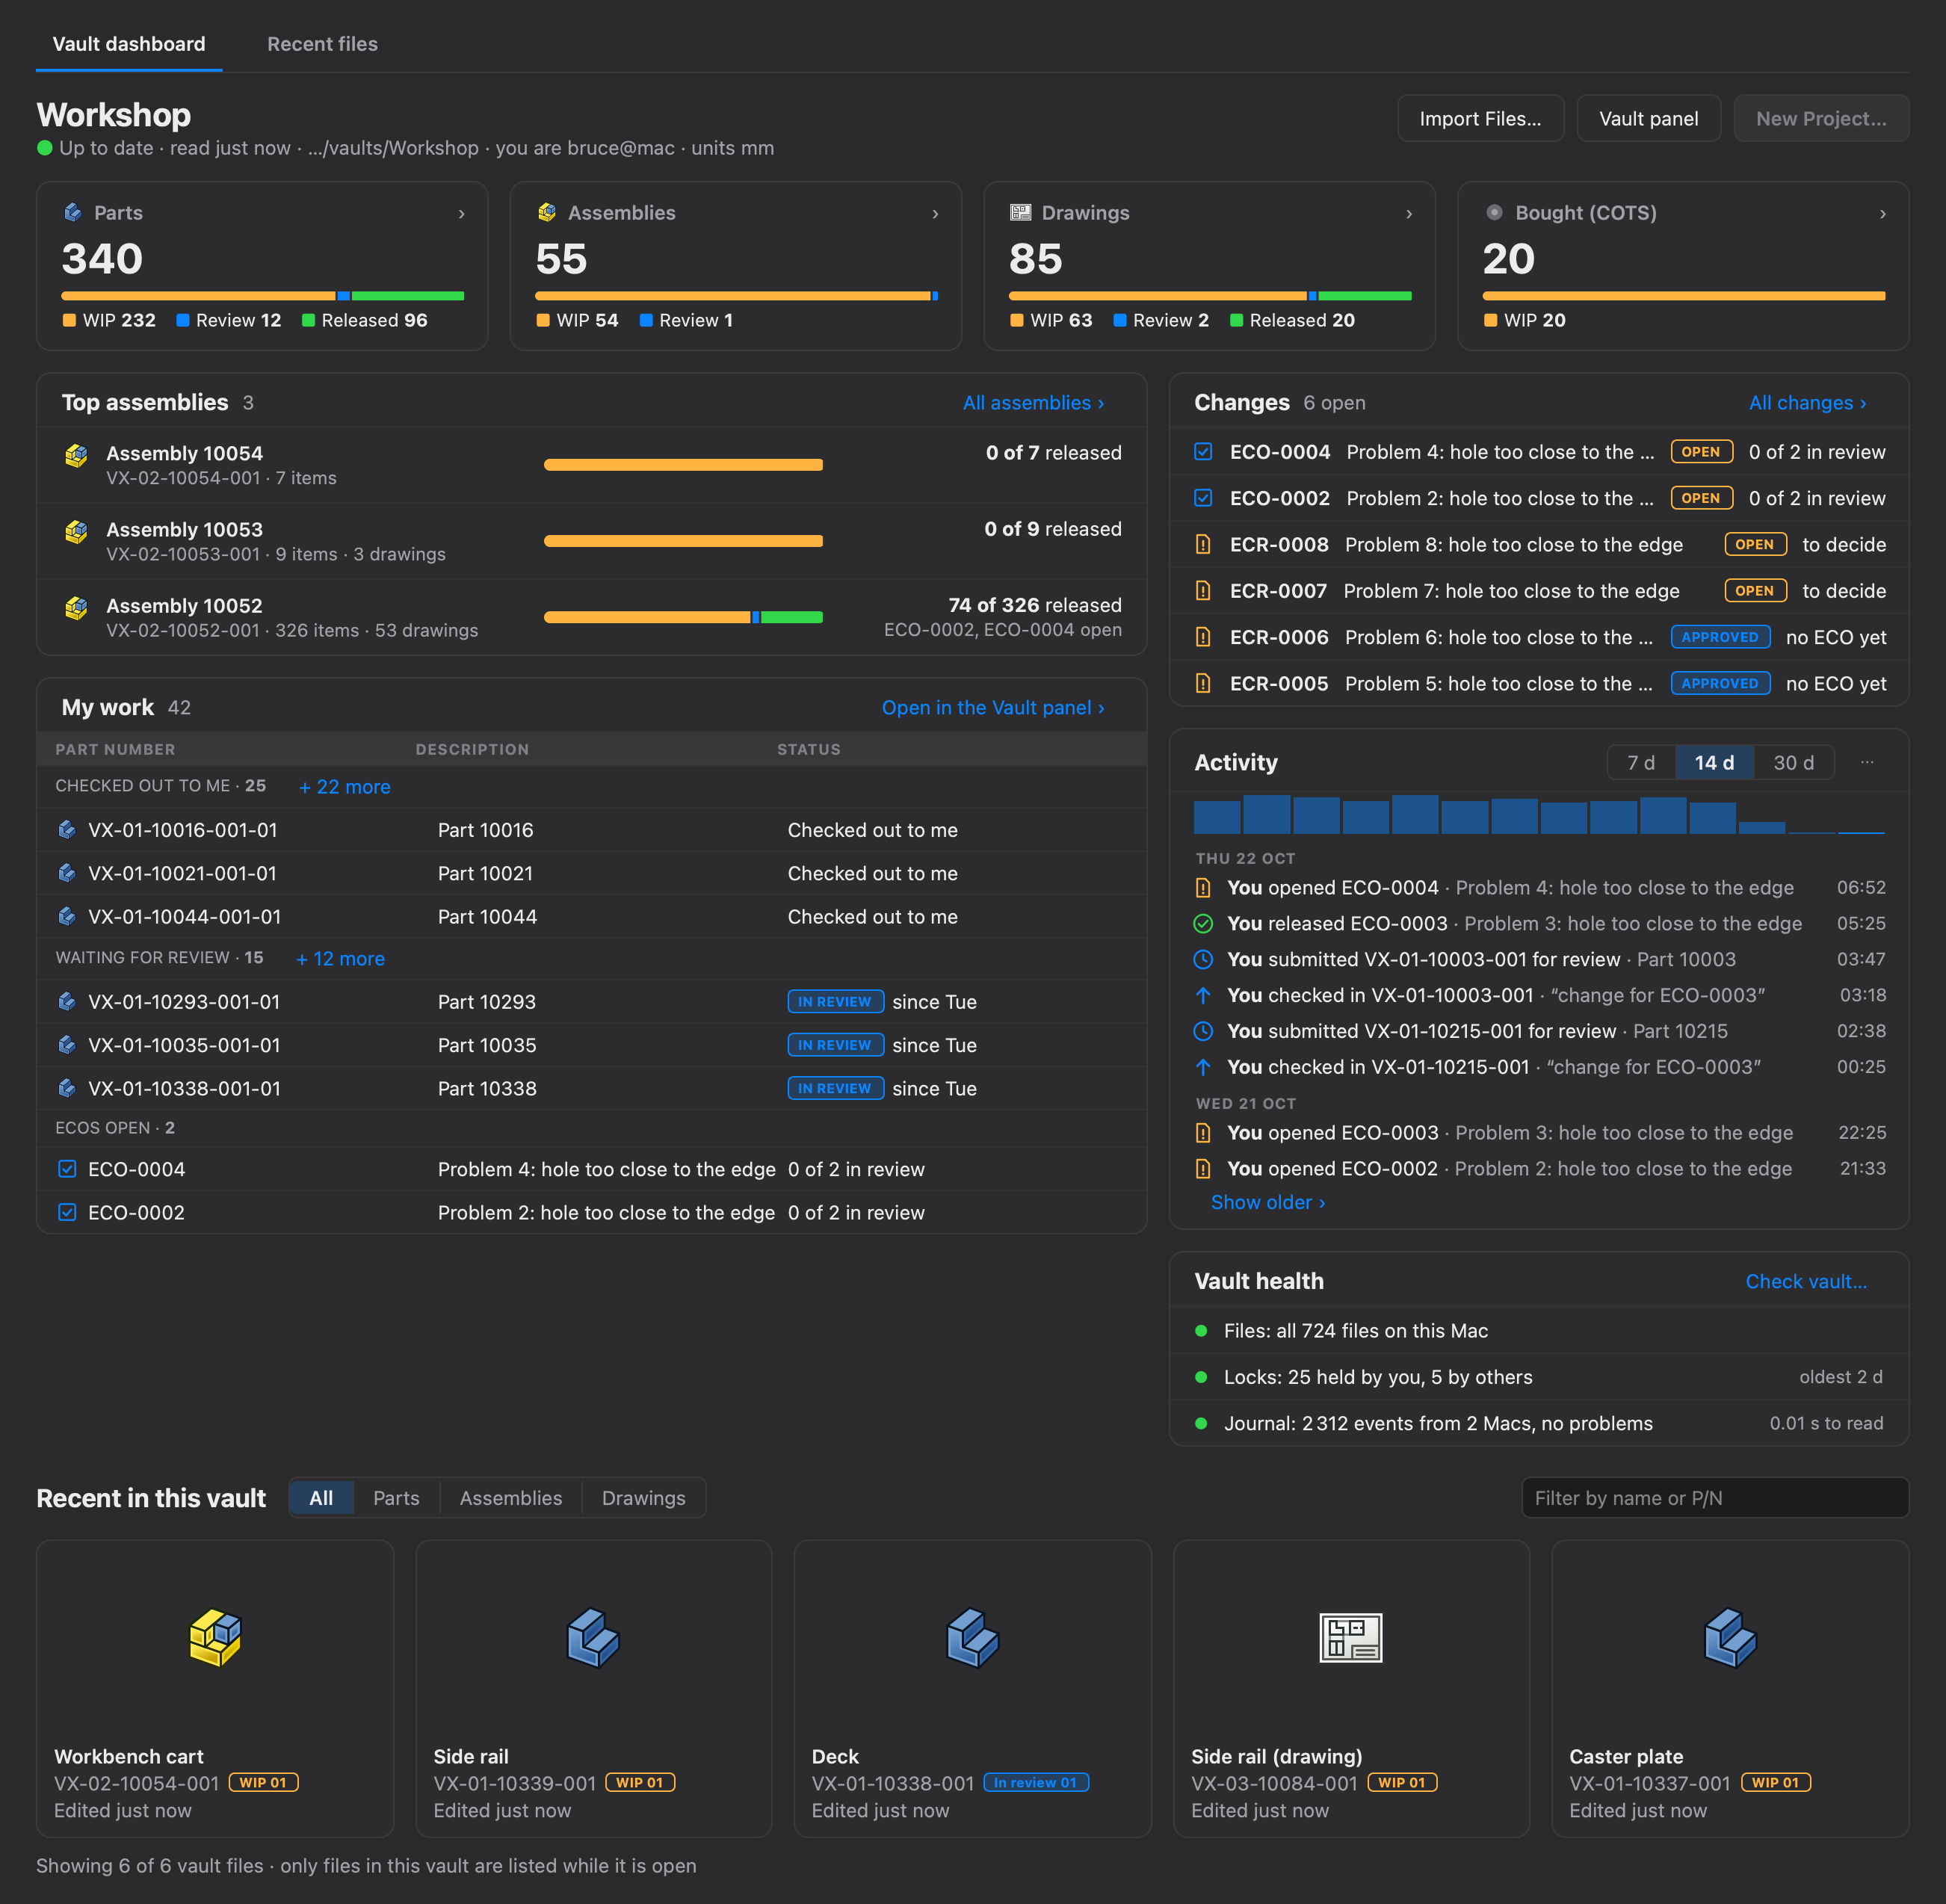 Vault dashboard Recent files
Workshop
Import Files... Vault panel New Project...
Up to date · read just now · .../vaults/Workshop · you are bruce@mac · units mm
Parts ›
340
WIP 232 Review 12 Released 96
Assemblies ›
55
WIP 54 Review 1
Drawings ›
85
WIP 63 Review 2 Released 20
Bought (COTS) ›
20
WIP 20
Top assemblies 3 All assemblies ›
Assembly 10054 0 of 7 released
VX-02-10054-001 · 7 items
Assembly 10053 0 of 9 released
VX-02-10053-001 · 9 items · 3 drawings
Assembly 10052 74 of 326 released
VX-02-10052-001 · 326 items · 53 drawings ECO-0002, ECO-0004 open
My work 42 Open in the Vault panel ›
PART NUMBER DESCRIPTION STATUS
CHECKED OUT TO ME · 25 + 22 more
VX-01-10016-001-01 Part 10016 Checked out to me
VX-01-10021-001-01 Part 10021 Checked out to me
VX-01-10044-001-01 Part 10044 Checked out to me
WAITING FOR REVIEW · 15 + 12 more
VX-01-10293-001-01 Part 10293 IN REVIEW since Tue
VX-01-10035-001-01 Part 10035 IN REVIEW since Tue
VX-01-10338-001-01 Part 10338 IN REVIEW since Tue
ECOS OPEN · 2
ECO-0004 Problem 4: hole too close to the edge 0 of 2 in review
ECO-0002 Problem 2: hole too close to the edge 0 of 2 in review
Changes 6 open All changes ›
ECO-0004 Problem 4: hole too close to the ... OPEN 0 of 2 in review
ECO-0002 Problem 2: hole too close to the ... OPEN 0 of 2 in review
ECR-0008 Problem 8: hole too close to the edge OPEN to decide
ECR-0007 Problem 7: hole too close to the edge OPEN to decide
ECR-0006 Problem 6: hole too close to the ... APPROVED no ECO yet
ECR-0005 Problem 5: hole too close to the ... APPROVED no ECO yet
Activity 7 d 14 d 30 d ...
THU 22 OCT
You opened ECO-0004 · Problem 4: hole too close to the edge 06:52
You released ECO-0003 · Problem 3: hole too close to the edge 05:25
You submitted VX-01-10003-001 for review · Part 10003 03:47
You checked in VX-01-10003-001 · “change for ECO-0003” 03:18
You submitted VX-01-10215-001 for review · Part 10215 02:38
You checked in VX-01-10215-001 · “change for ECO-0003” 00:25
WED 21 OCT
You opened ECO-0003 · Problem 3: hole too close to the edge 22:25
You opened ECO-0002 · Problem 2: hole too close to the edge 21:33
Show older ›
Vault health Check vault...
Files: all 724 files on this Mac
Locks: 25 held by you, 5 by others oldest 2 d
Journal: 2 312 events from 2 Macs, no problems 0.01 s to read
Recent in this vault All Parts Assemblies Drawings Filter by name or P/N
Workbench cart
VX-02-10054-001 WIP 01
Edited just now
Side rail
VX-01-10339-001 WIP 01
Edited just now
Deck
VX-01-10338-001 In review 01
Edited just now
Side rail (drawing)
VX-03-10084-001 WIP 01
Edited just now
Caster plate
VX-01-10337-001 WIP 01
Edited just now
Showing 6 of 6 vault files · only files in this vault are listed while it is open